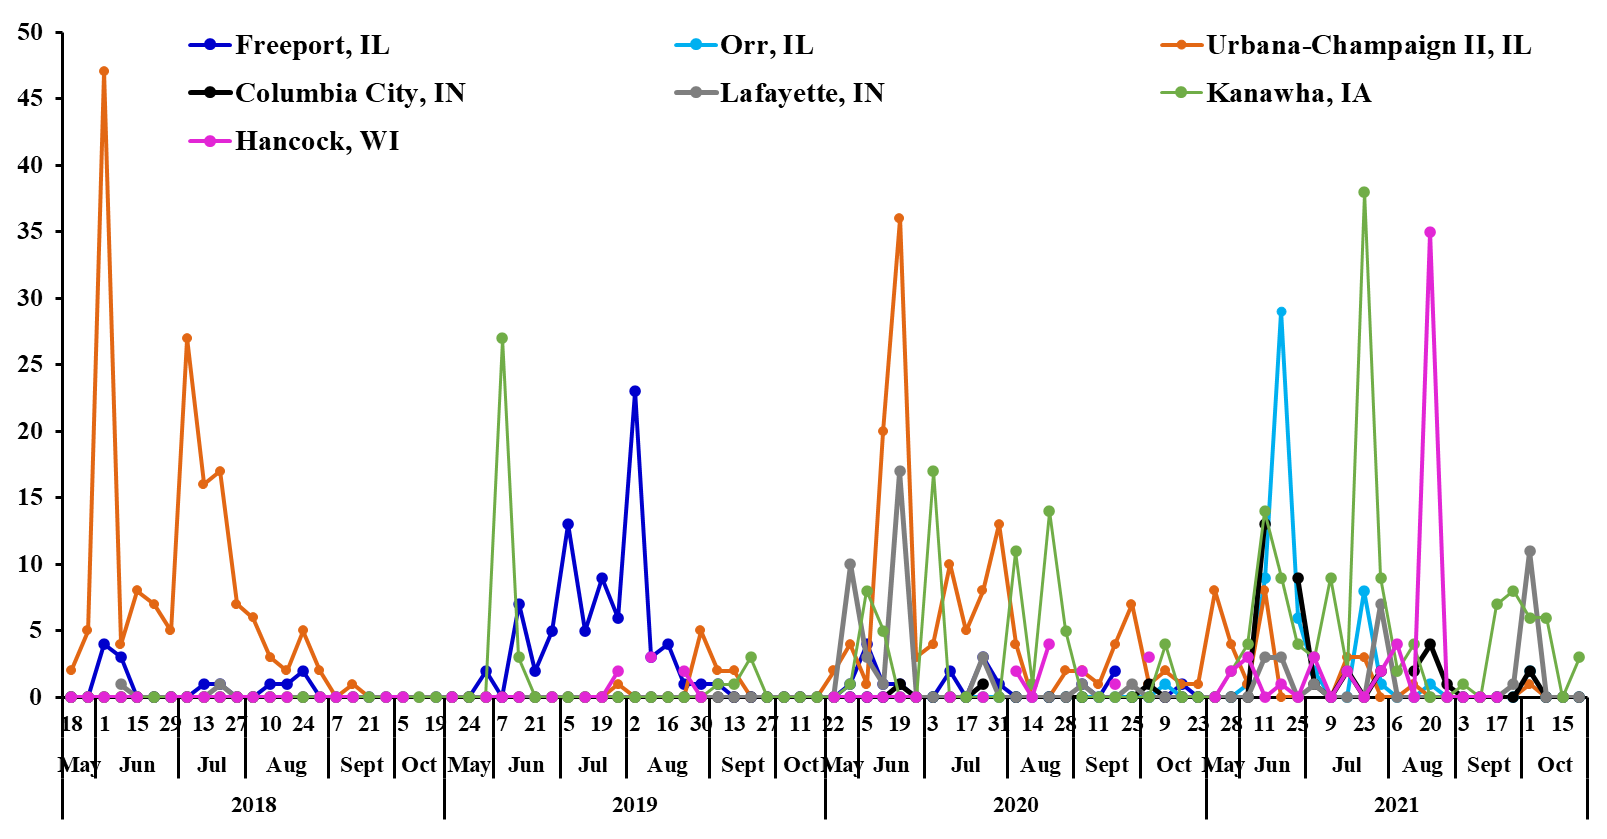 50
45
40
35
30
25
20
15
10
5
0
Freeport, IL
Orr, IL
Urbana-Champaign II, IL
Columbia City, IN
Lafayette, IN
Kanawha, IA
Hancock, WI
18 1 15 29 13 27 10 24 7 21 5 19 24 7 21 5 19 2 16 30 13 27 11 22 5 19 3 17 31 14 28 11 25 9 23 28 11 25 9 23 6 20 3 17 1 15
May Jun Jul Aug Sept Oct May Jun Jul Aug Sept Oct May Jun Jul Aug Sept Oct May Jun Jul Aug Sept Oct
2018 2019 2020 2021